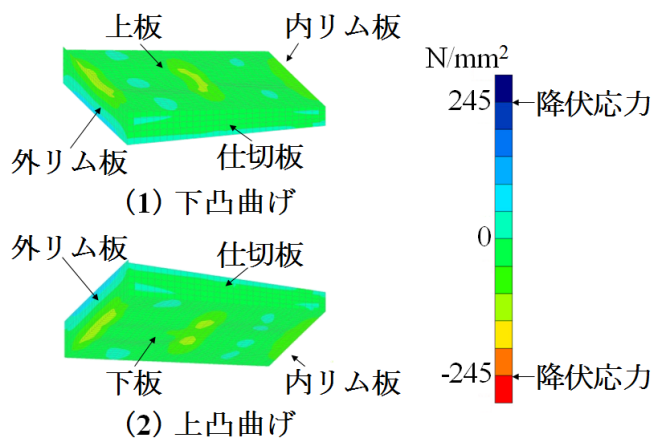 上板
内リム板
外リム板
仕切板
(1) 下凸曲げ
外リム板
仕切板
下板
内リム板
(2) 上凸曲げ
N/mm²
245
降伏応力
0
-245
降伏応力